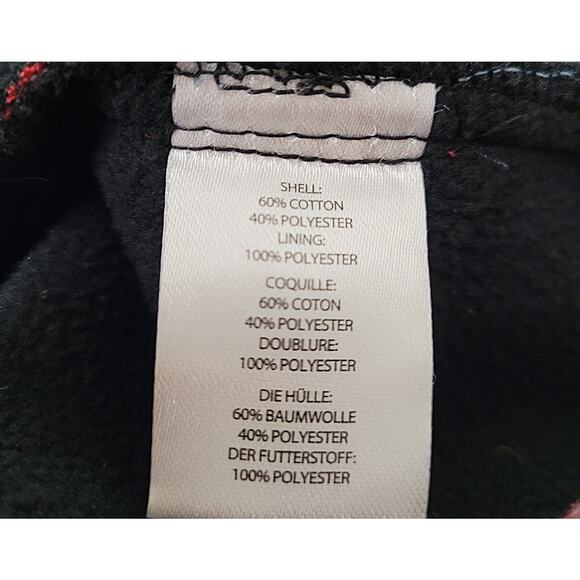 SHELL:
60% COTTON
40% POLYESTER
LINING:
100% POLYESTER
COQUILLE:
60% COTON
40% POLYESTER
DOUBLURE:
100% POLYESTER
DIE HÜLLE:
60% BAUMWOLLE
40% POLYESTER
DER FUTTERSTOFF:
100% POLYESTER